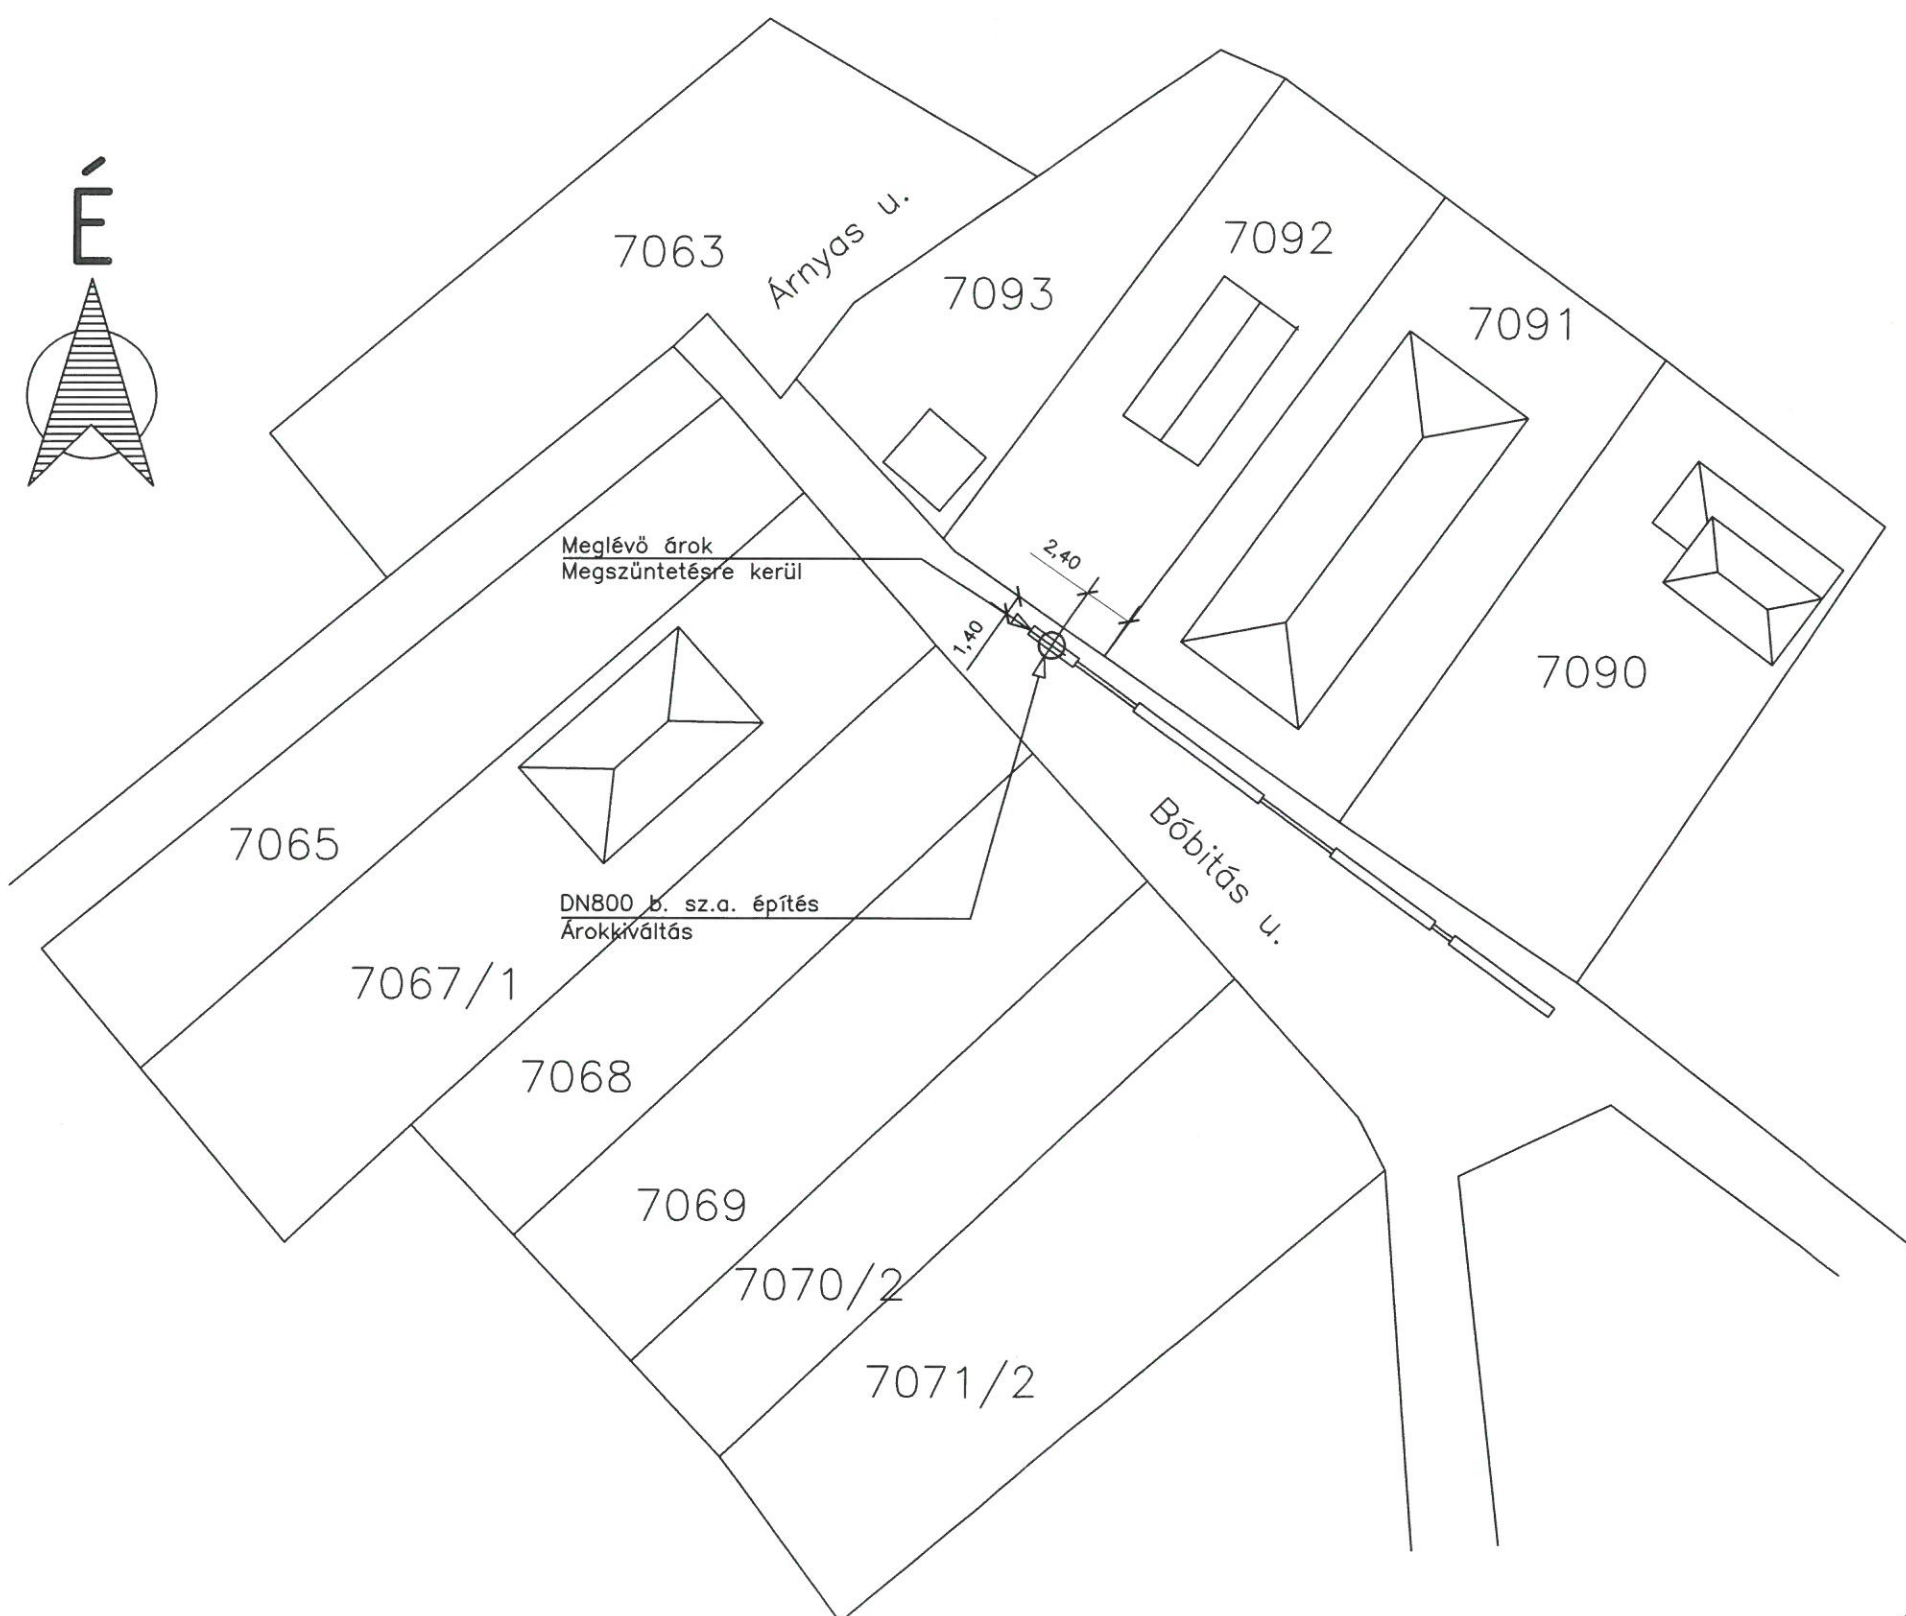 É
7063
Árnyas u.
7093
7092
7091
7090
Meglévő árok
Megszűntetésre kerül
2,40
1,40
7065
Bóbitás u.
DN800 b. sz.a. építés
Árokkiváltás
7067/1
7068
7069
7070/2
7071/2